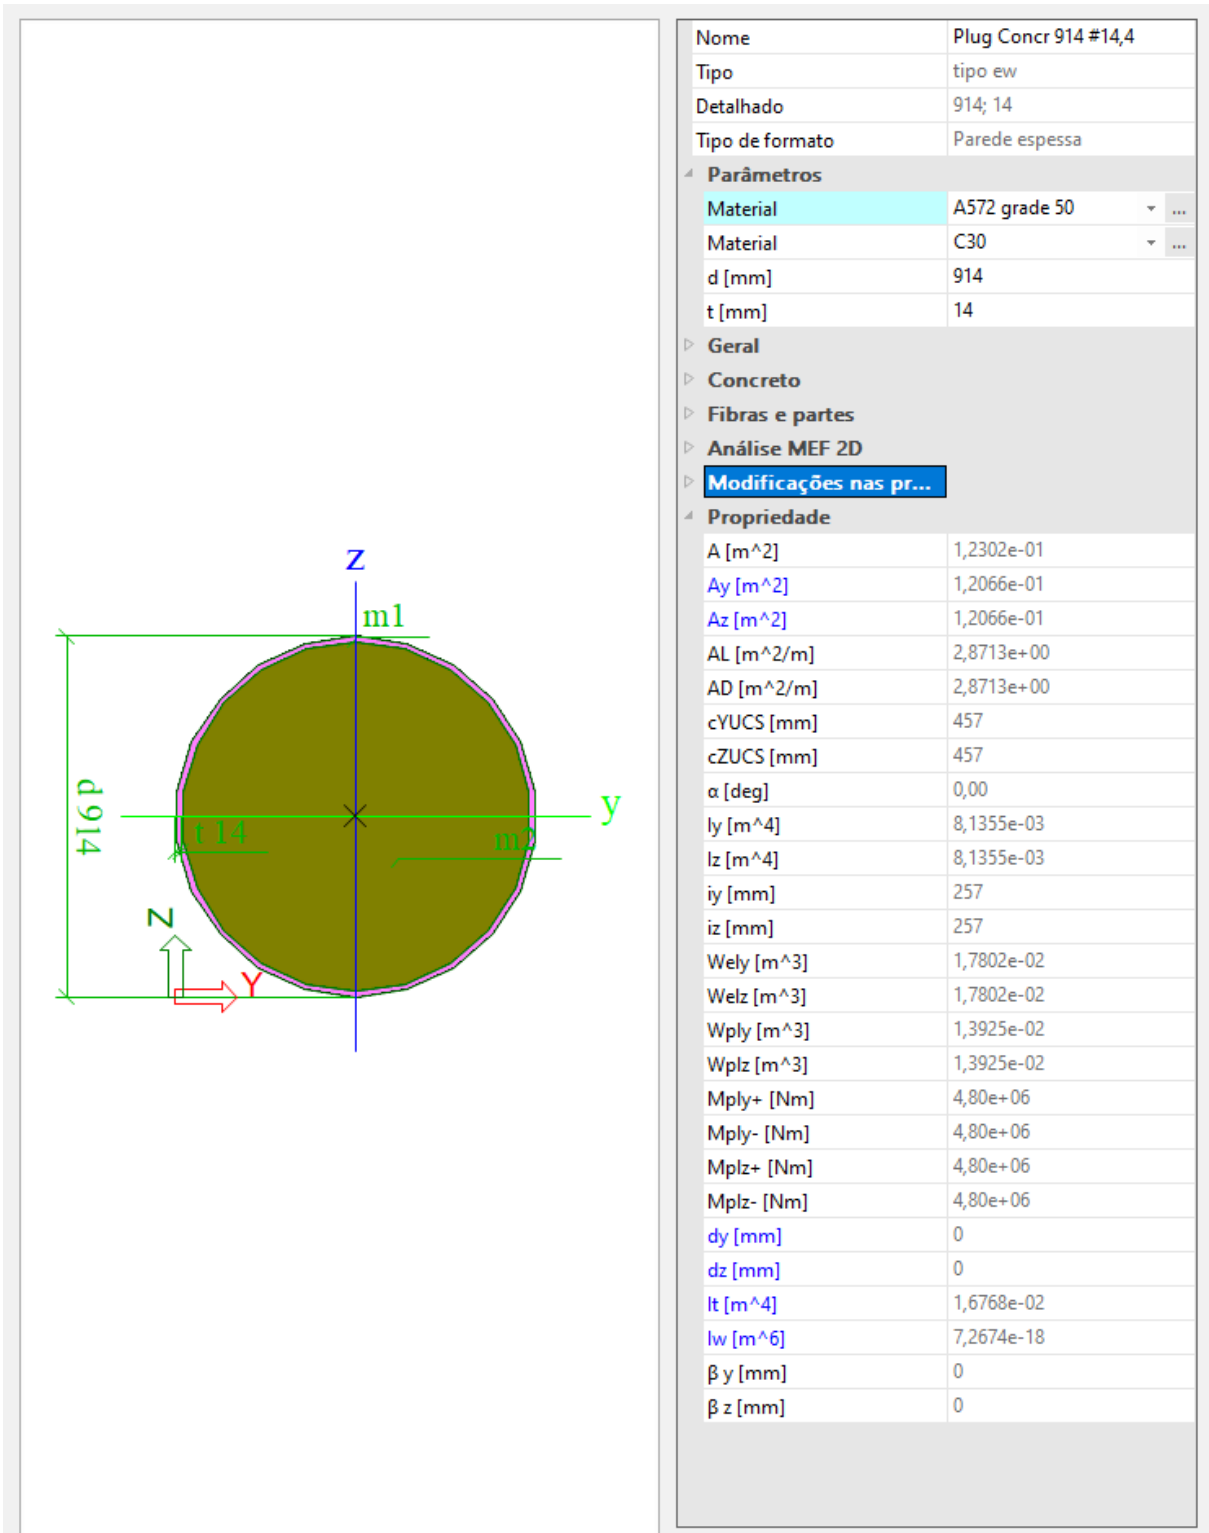 z
m1
d 914
t 14
m2
y
Z
Y
Nome Plug Concr 914 #14,4
Tipo tipo ew
Detalhado 914; 14
Tipo de formato Parede espessa
Parâmetros
Material A572 grade 50 ...
Material C30 ...
d [mm] 914
t [mm] 14
Geral
Concreto
Fibras e partes
Análise MEF 2D
Modificações nas pr...
Propriedade
A [m^2] 1,2302e-01
Ay [m^2] 1,2066e-01
Az [m^2] 1,2066e-01
AL [m^2/m] 2,8713e+00
AD [m^2/m] 2,8713e+00
cYUCS [mm] 457
cZUCS [mm] 457
α [deg] 0,00
Iy [m^4] 8,1355e-03
Iz [m^4] 8,1355e-03
iy [mm] 257
iz [mm] 257
Wely [m^3] 1,7802e-02
Welz [m^3] 1,7802e-02
Wply [m^3] 1,3925e-02
Wplz [m^3] 1,3925e-02
Mply+ [Nm] 4,80e+06
Mply- [Nm] 4,80e+06
Mplz+ [Nm] 4,80e+06
Mplz- [Nm] 4,80e+06
dy [mm] 0
dz [mm] 0
It [m^4] 1,6768e-02
Iw [m^6] 7,2674e-18
β y [mm] 0
β z [mm] 0